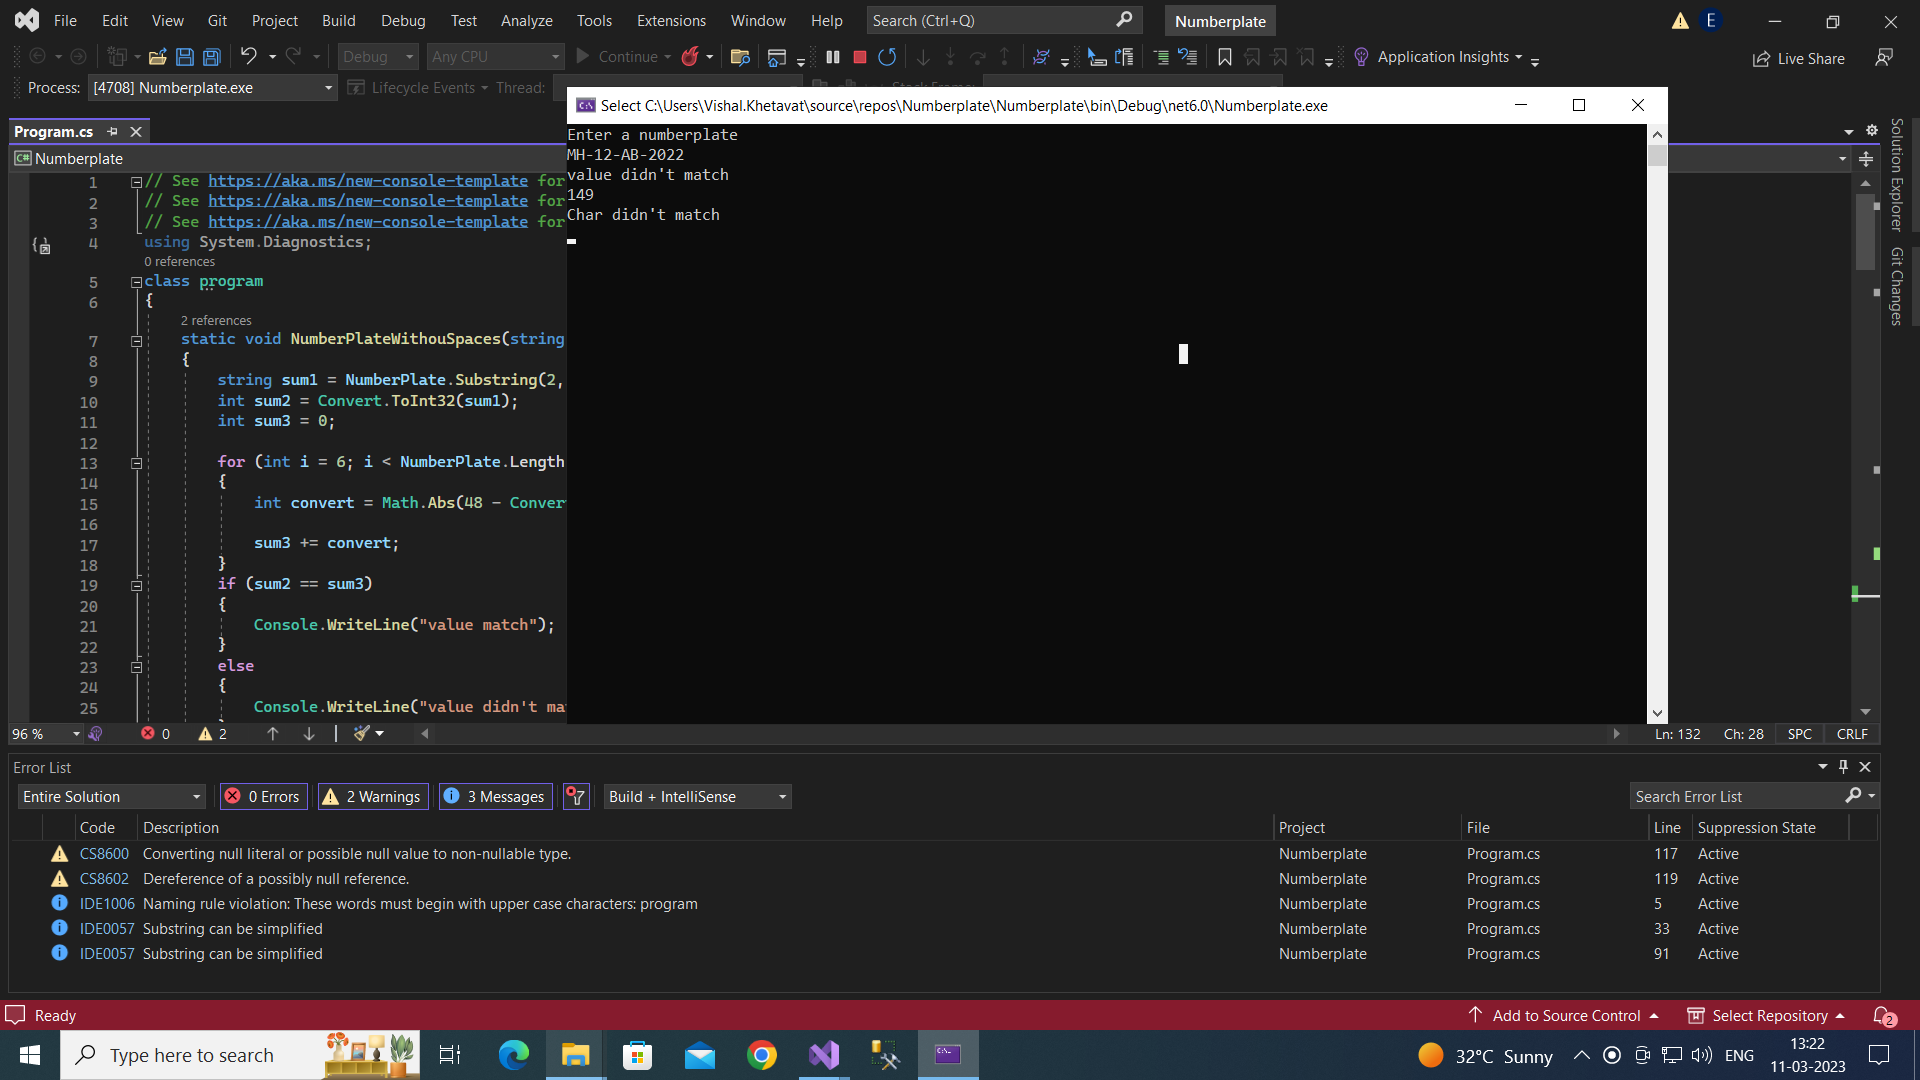 File Edit View Git Project Build Debug Test Analyze Tools Extensions Window Help Search (Ctrl+Q) Numberplate E
Debug Any CPU Continue Application Insights Live Share
Process: [4708] Numberplate.exe Lifecycle Events Thread: Stack Frame:
Select C:\Users\Vishal.Khetavat\source\repos\Numberplate\Numberplate\bin\Debug\net6.0\Numberplate.exe
Enter a numberplate
MH-12-AB-2022
value didn't match
149
Char didn't match
Program.cs
C# Numberplate
1 // See https://aka.ms/new-console-template for
2 // See https://aka.ms/new-console-template for
3 // See https://aka.ms/new-console-template for
4 using System.Diagnostics;
0 references
5 class program
6 {
2 references
7 static void NumberPlateWithouSpaces(string
8 {
9 string sum1 = NumberPlate.Substring(2,
10 int sum2 = Convert.ToInt32(sum1);
11 int sum3 = 0;
12
13 for (int i = 6; i < NumberPlate.Length
14 {
15 int convert = Math.Abs(48 - Conver
16
17 sum3 += convert;
18 }
19 if (sum2 == sum3)
20 {
21 Console.WriteLine("value match");
22 }
23 else
24 {
25 Console.WriteLine("value didn't ma
Solution Explorer
Git Changes
96 % 0 2 Ln: 132 Ch: 28 SPC CRLF
Error List
Entire Solution 0 Errors 2 Warnings 3 Messages Build + IntelliSense Search Error List
Code Description Project File Line Suppression State
CS8600 Converting null literal or possible null value to non-nullable type. Numberplate Program.cs 117 Active
CS8602 Dereference of a possibly null reference. Numberplate Program.cs 119 Active
IDE1006 Naming rule violation: These words must begin with upper case characters: program Numberplate Program.cs 5 Active
IDE0057 Substring can be simplified Numberplate Program.cs 33 Active
IDE0057 Substring can be simplified Numberplate Program.cs 91 Active
Ready Add to Source Control Select Repository 2
Type here to search 32°C Sunny ENG 13:22
11-03-2023